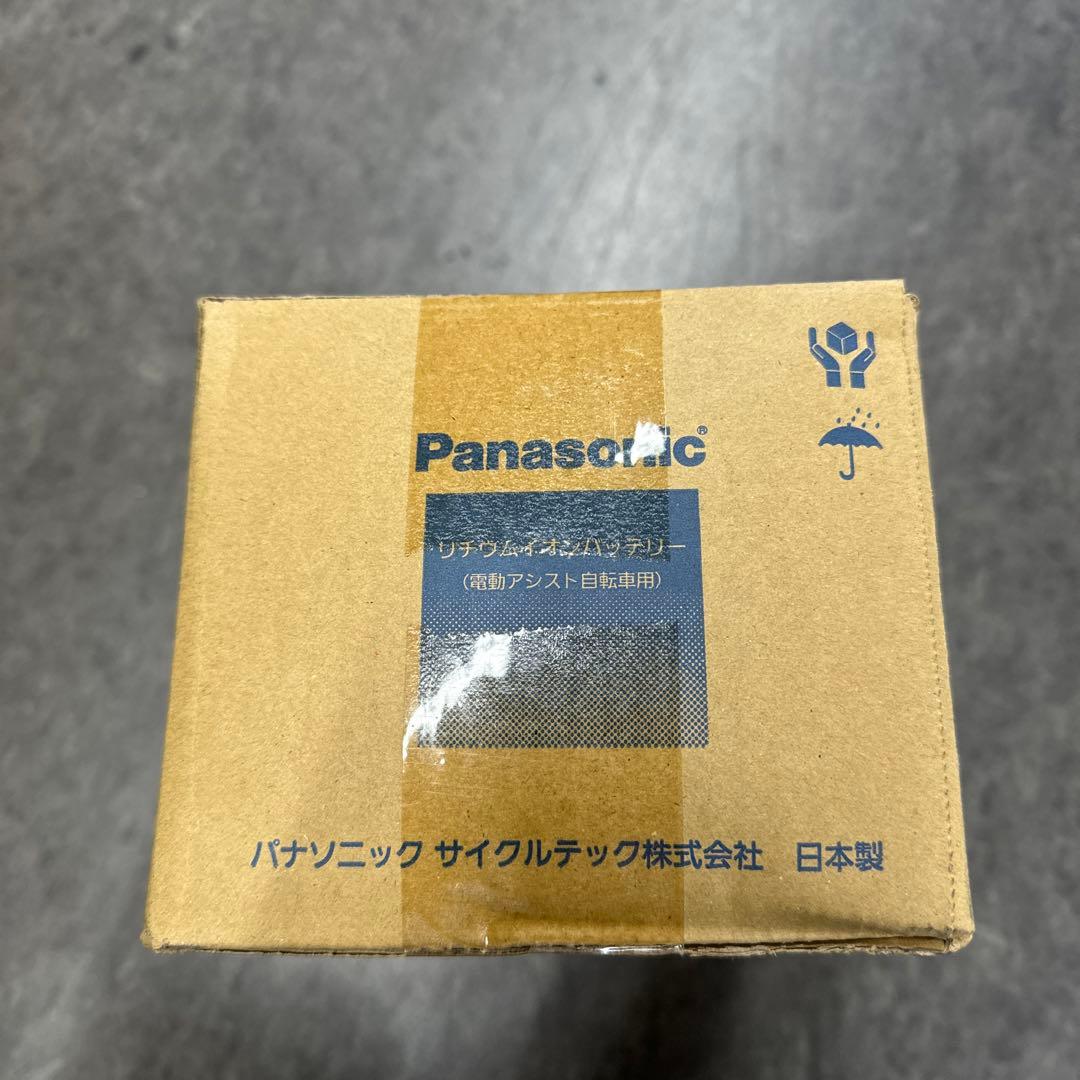 Panasonic®
リチウムイオンバッテリー
(電動アシスト自転車用)
パナソニック サイクルテック株式会社 日本製